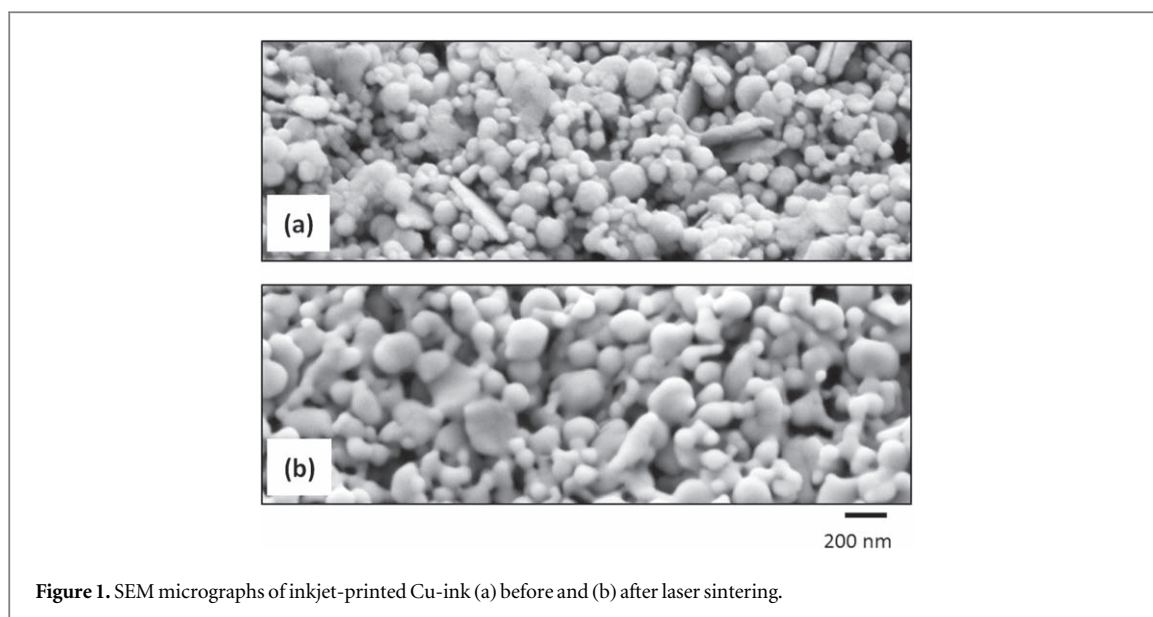 (a)
(b)
200 nm
Figure 1. SEM micrographs of inkjet-printed Cu-ink (a) before and (b) after laser sintering.